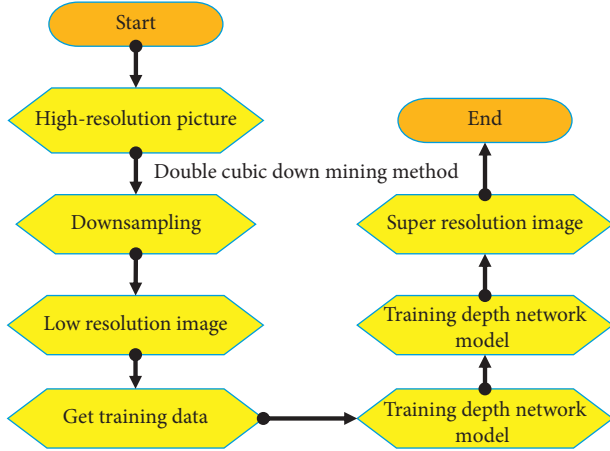 Start
High-resolution picture
Double cubic down mining method
Downsampling
Low resolution image
Get training data
Training depth network
model
Training depth network
model
Super resolution image
End